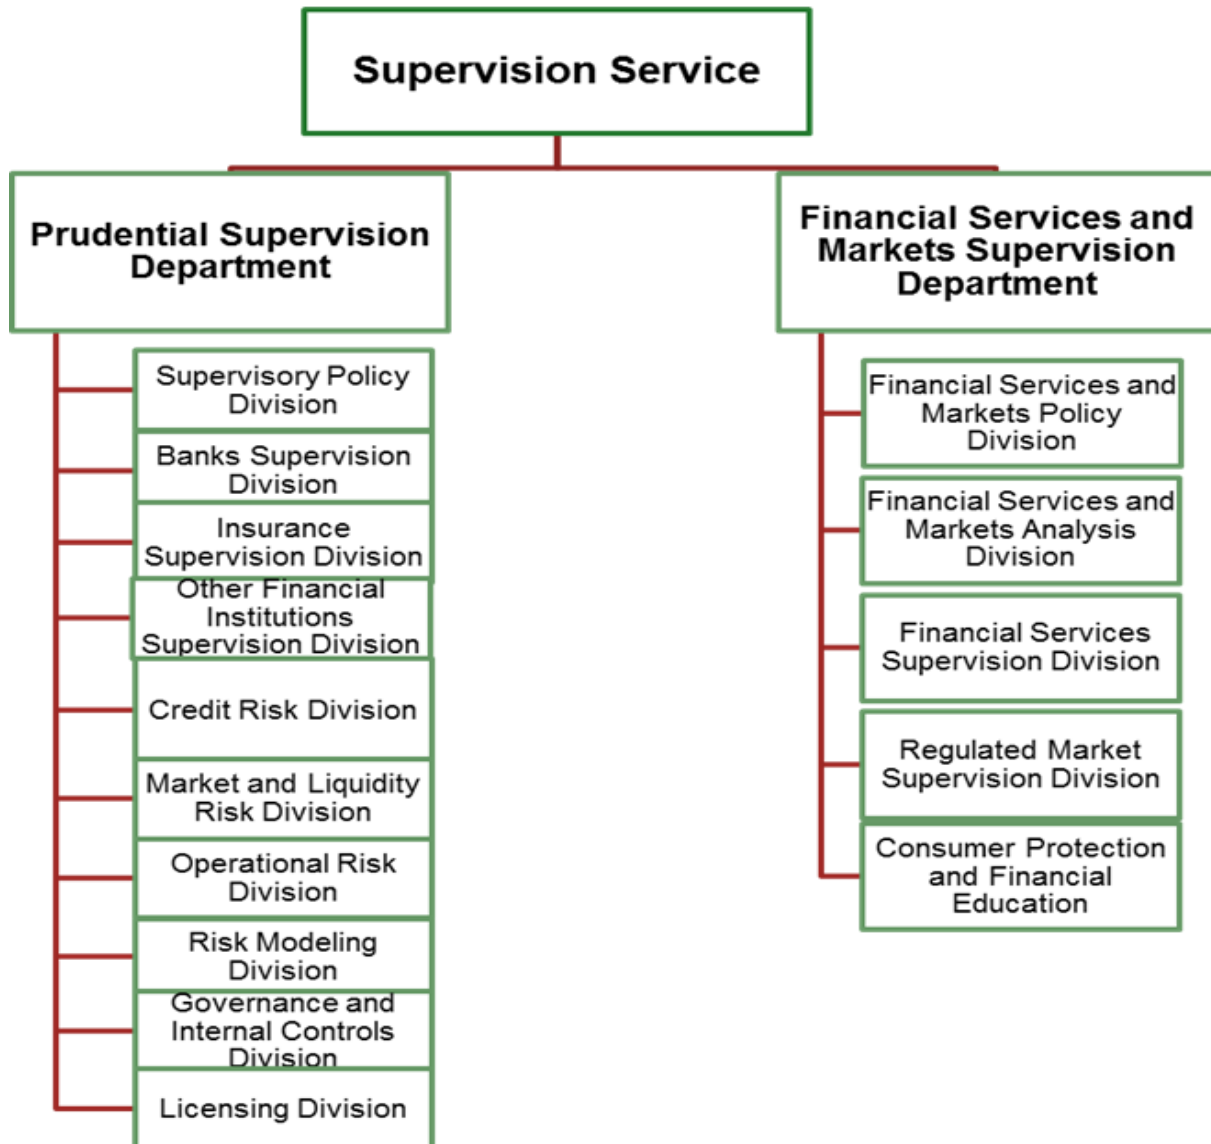 Supervision Service
Prudential Supervision
Department
Supervisory Policy
Division
Banks Supervision
Division
Insurance
Supervision Division
Other Financial
Institutions
Supervision Division
Credit Risk Division
Market and Liquidity
Risk Division
Operational Risk
Division
Risk Modeling
Division
Governance and
Internal Controls
Division
Licensing Division
Financial Services and
Markets Supervision
Department
Financial Services and
Markets Policy
Division
Financial Services and
Markets Analysis
Division
Financial Services
Supervision Division
Regulated Market
Supervision Division
Consumer Protection
and Financial
Education